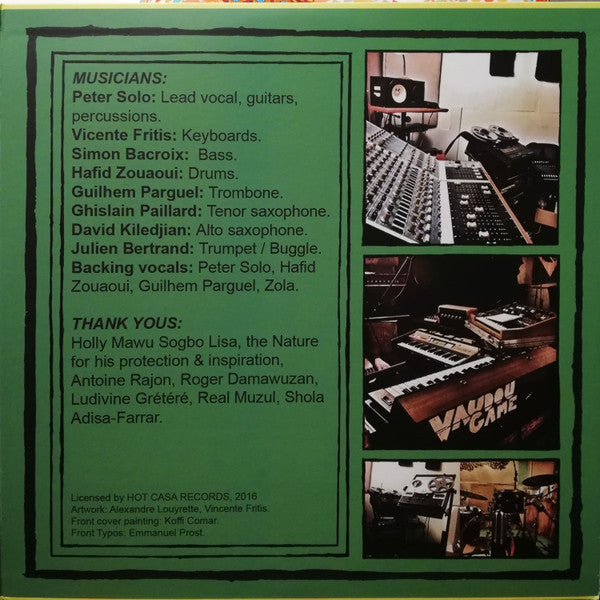 MUSICIANS:
Peter Solo: Lead vocal, guitars,
percussions.
Vicente Fritis: Keyboards.
Simon Bacroix: Bass.
Hafid Zouaoui: Drums.
Guilhem Parguel: Trombone.
Ghislain Paillard: Tenor saxophone.
David Kiledjian: Alto saxophone.
Julien Bertrand: Trumpet / Buggle.
Backing vocals: Peter Solo, Hafid
Zouaoui, Guilhem Parguel, Zola.
THANK YOUS:
Holly Mawu Sogbo Lisa, the Nature
for his protection & inspiration,
Antoine Rajon, Roger Damawuzan,
Ludivine Grétéré, Real Muzul, Shola
Adisa-Farrar.
Licensed by HOT CASA RECORDS, 2016
Artwork: Alexandre Louyrette, Vincente Fritis.
Front cover painting: Koffi Comar.
Front Typos: Emmanuel Prost.
VAUDOU
GAME